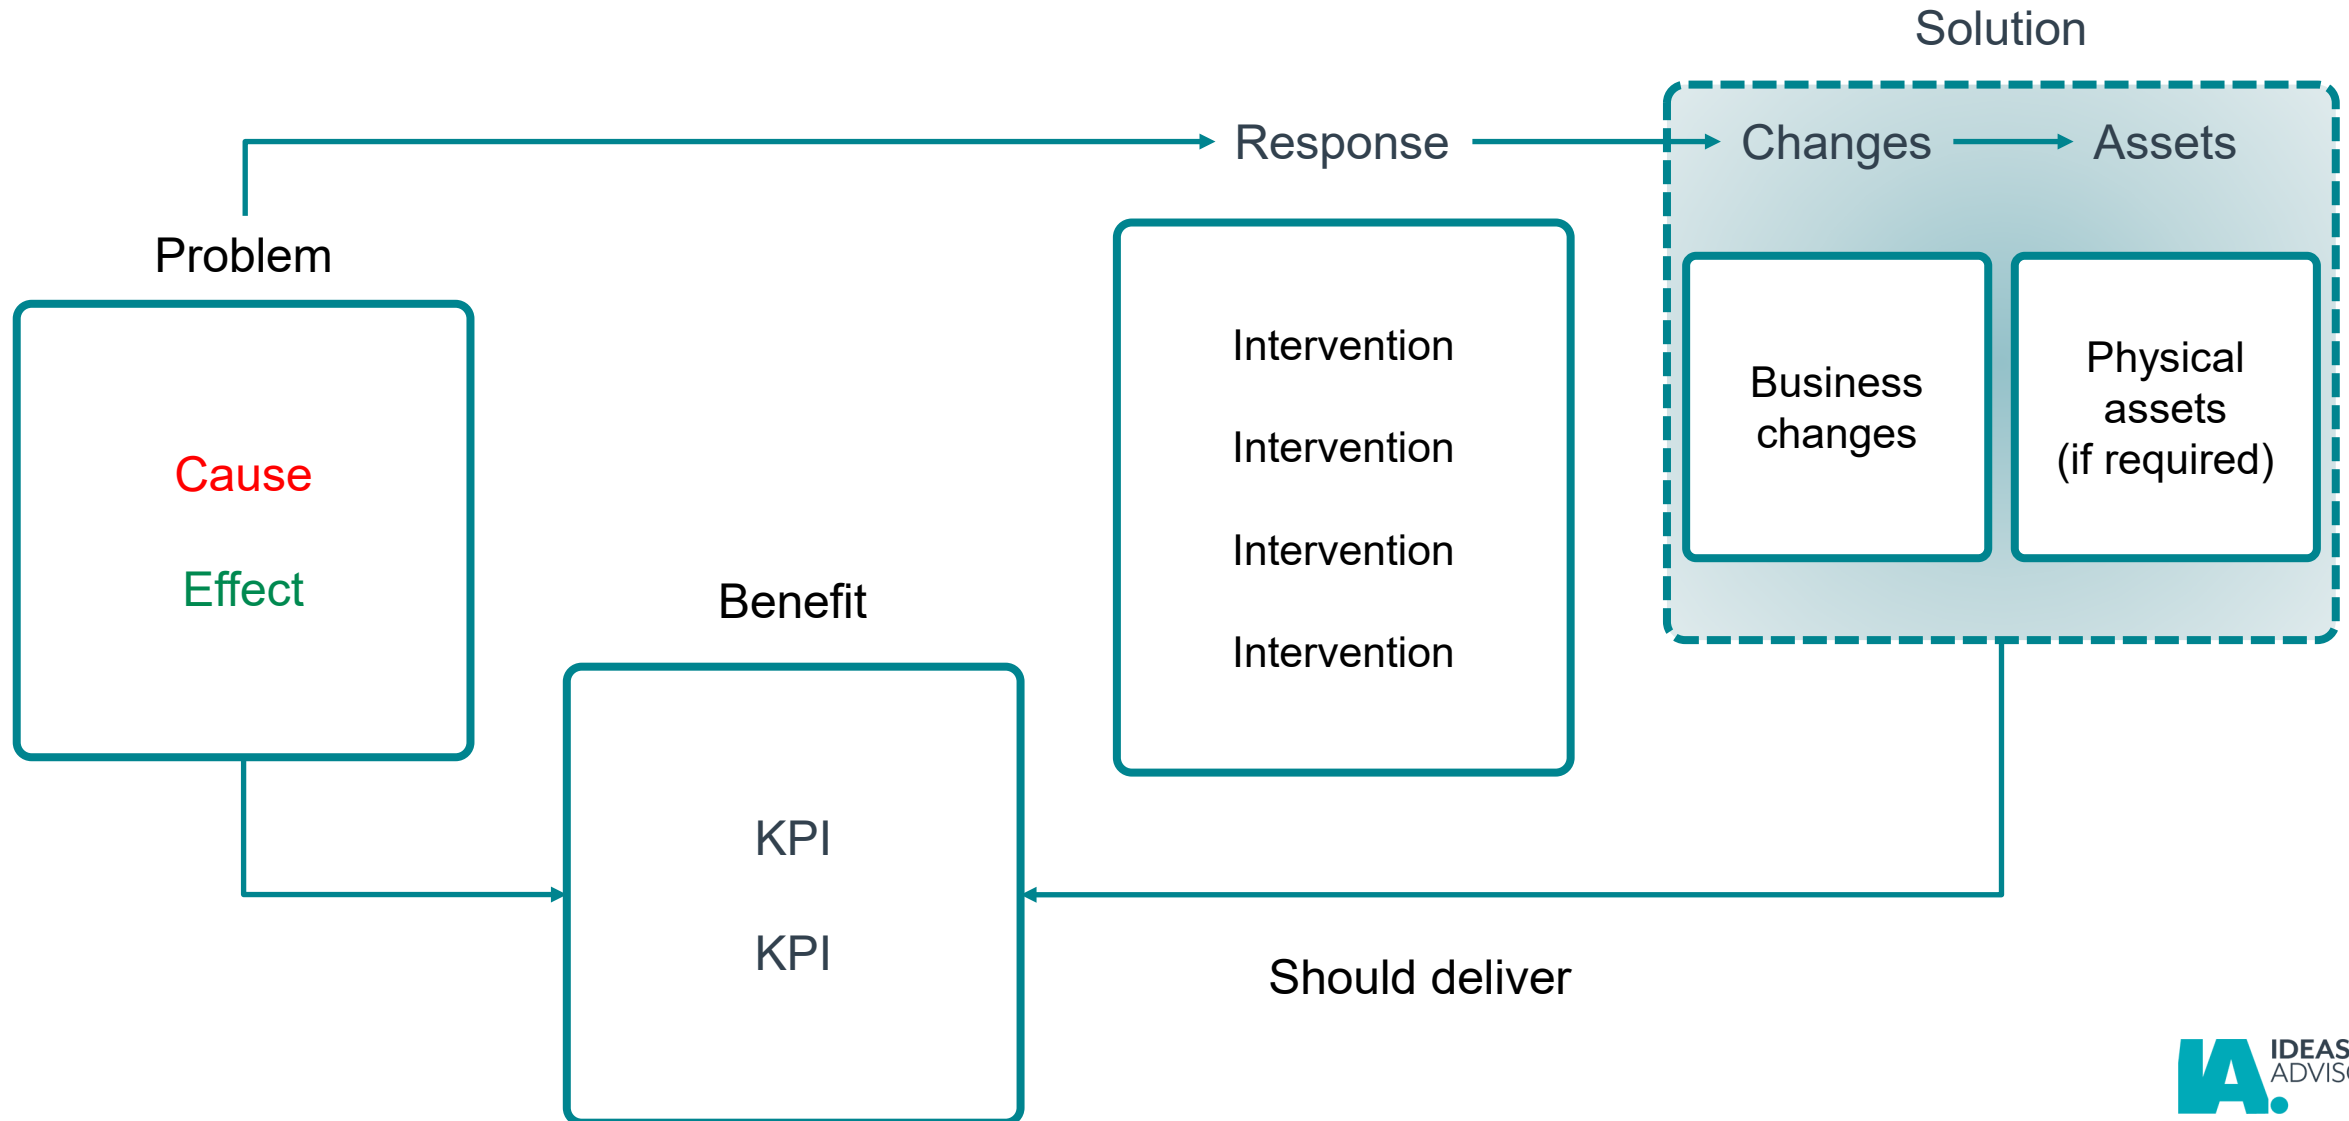 Solution
Response
Changes
Assets
Problem
Cause
Effect
Benefit
KPI
KPI
Intervention
Intervention
Intervention
Intervention
Business
changes
Physical
assets
(if required)
Should deliver
IA.
IDEAS